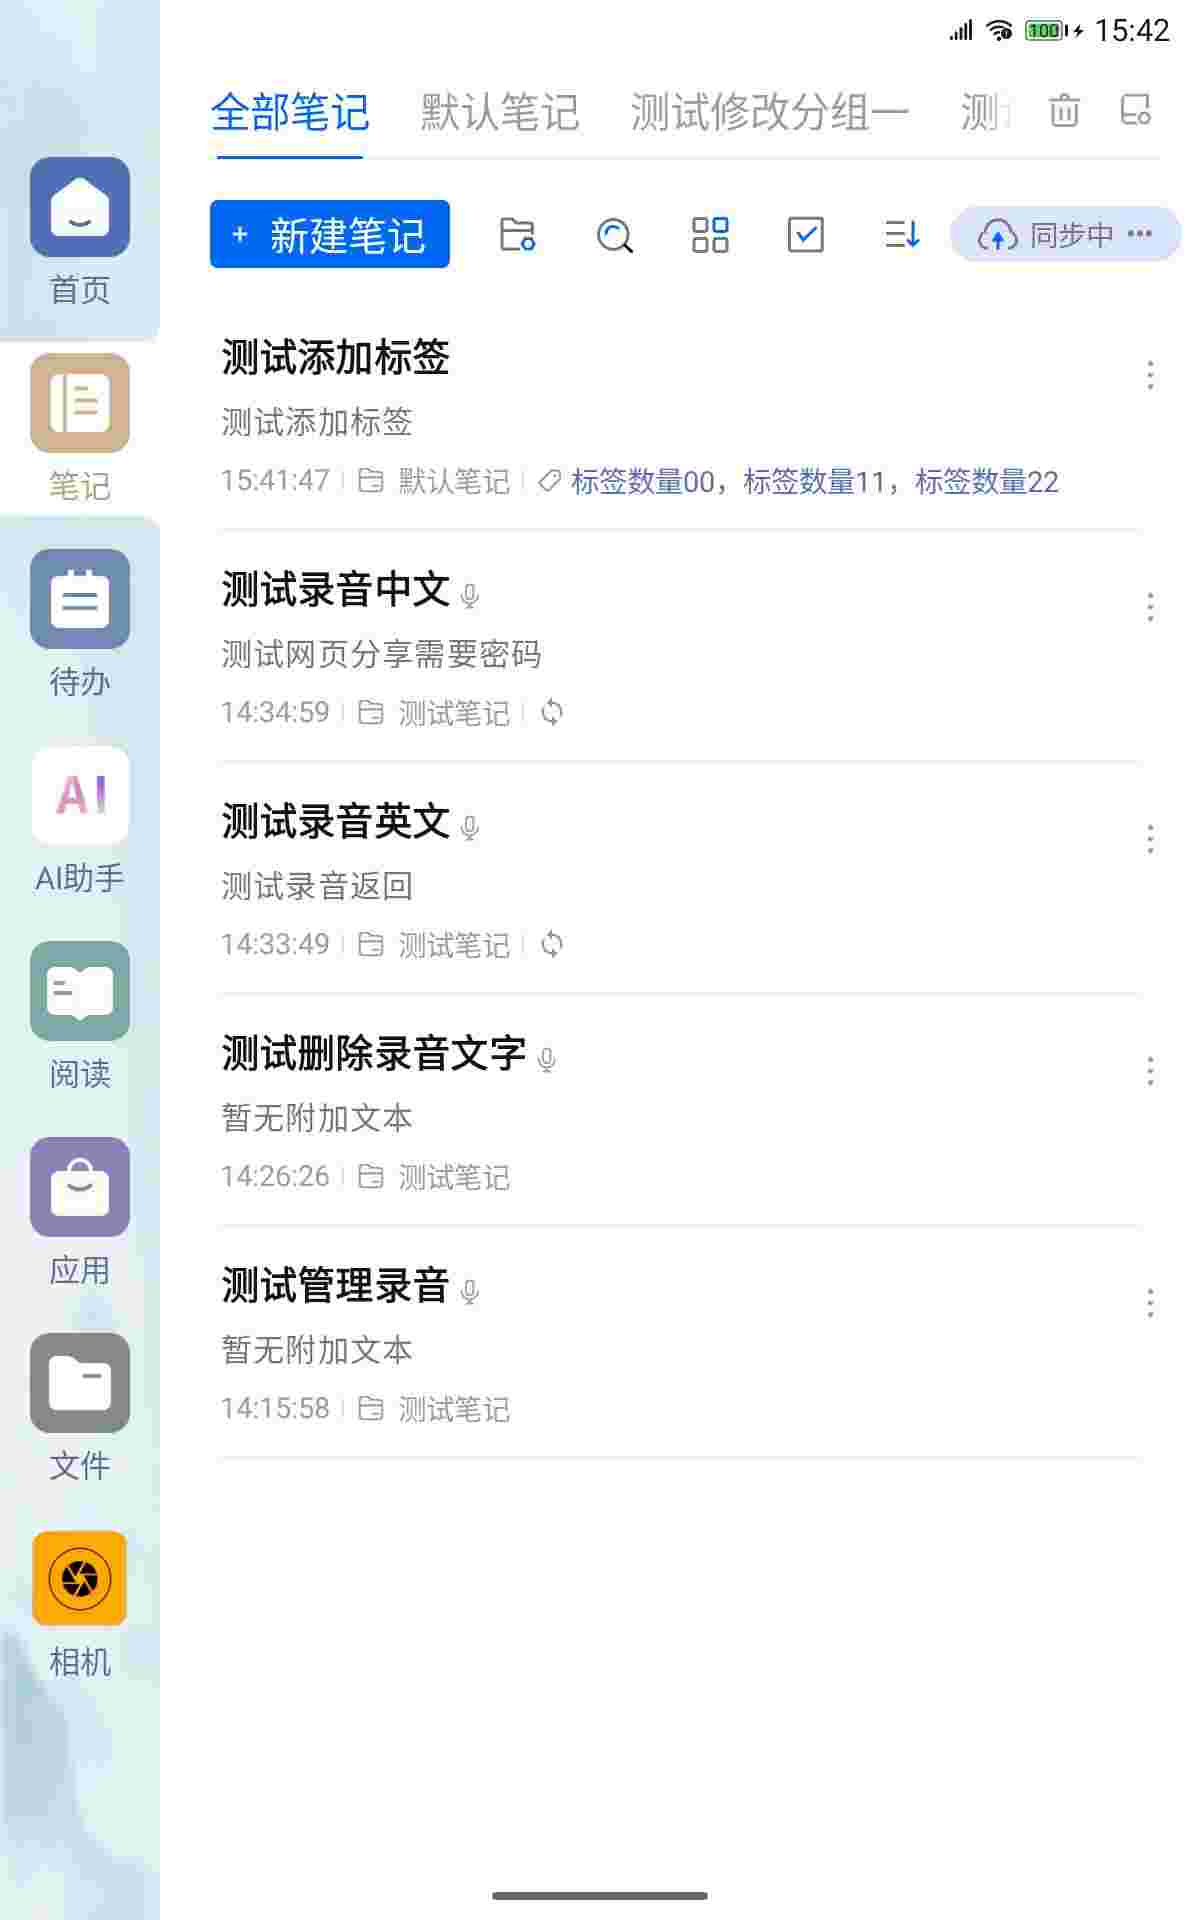 100 15:42
全部笔记 默认笔记 测试修改分组一 测
+ 新建笔记 同步中 •••
首页
笔记
待办
AI
AI助手
阅读
应用
文件
相机
测试添加标签
测试添加标签
15:41:47 默认笔记 标签数量00，标签数量11，标签数量22
测试录音中文
测试网页分享需要密码
14:34:59 测试笔记
测试录音英文
测试录音返回
14:33:49 测试笔记
测试删除录音文字
暂无附加文本
14:26:26 测试笔记
测试管理录音
暂无附加文本
14:15:58 测试笔记